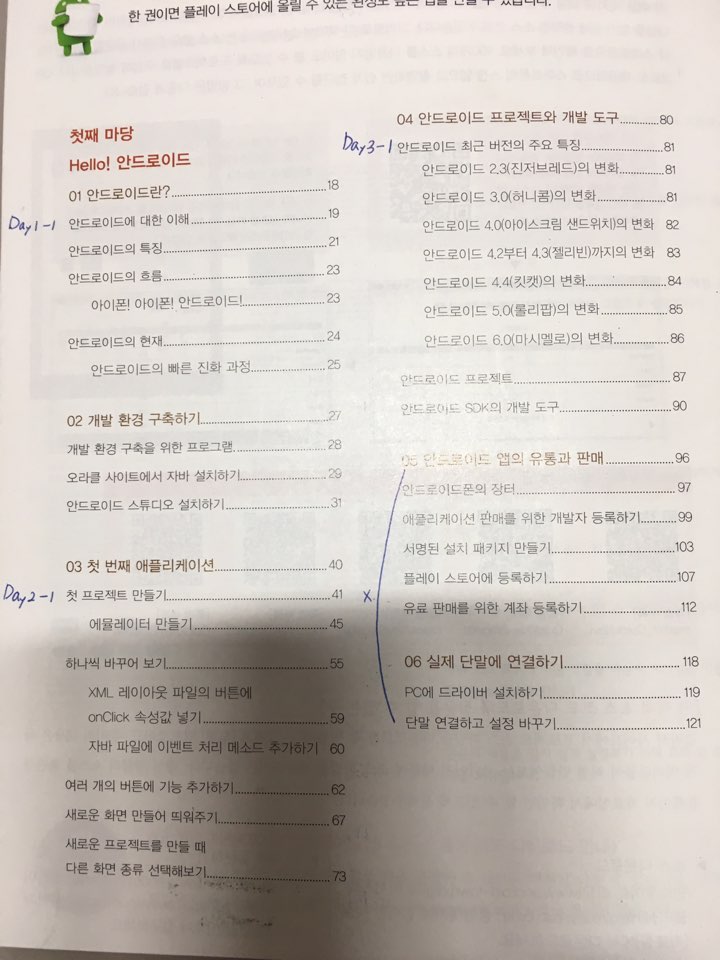 한 권이면 플레이 스토어에 올릴 수 있는 완성도 높은 앱을 만들 수 있습니다.
첫째 마당
Hello! 안드로이드
01 안드로이드란?..........18
Day1-1 안드로이드에 대한 이해..........19
안드로이드의 특징..........21
안드로이드의 흐름..........23
아이폰! 아이폰! 안드로이드!..........23
안드로이드의 현재..........24
안드로이드의 빠른 진화 과정..........25
02 개발 환경 구축하기..........27
개발 환경 구축을 위한 프로그램..........28
오라클 사이트에서 자바 설치하기..........29
안드로이드 스튜디오 설치하기..........31
03 첫 번째 애플리케이션..........40
Day2-1 첫 프로젝트 만들기..........41
에뮬레이터 만들기..........45
하나씩 바꾸어 보기..........55
XML 레이아웃 파일의 버튼에
onClick 속성값 넣기..........59
자바 파일에 이벤트 처리 메소드 추가하기 60
여러 개의 버튼에 기능 추가하기..........62
새로운 화면 만들어 띄워주기..........67
새로운 프로젝트를 만들 때
다른 화면 종류 선택해보기..........73
04 안드로이드 프로젝트와 개발 도구..........80
Day3-1 안드로이드 최근 버전의 주요 특징..........81
안드로이드 2.3(진저브레드)의 변화..........81
안드로이드 3.0(허니콤)의 변화..........81
안드로이드 4.0(아이스크림 샌드위치)의 변화 82
안드로이드 4.2부터 4.3(젤리빈)까지의 변화 83
안드로이드 4.4(킷캣)의 변화..........84
안드로이드 5.0(롤리팝)의 변화..........85
안드로이드 6.0(마시멜로)의 변화..........86
안드로이드 프로젝트..........87
안드로이드 SDK의 개발 도구..........90
05 안드로이드 앱의 유통과 판매..........96
안드로이드폰의 장터..........97
애플리케이션 판매를 위한 개발자 등록하기..........99
서명된 설치 패키지 만들기..........103
플레이 스토어에 등록하기..........107
x 유료 판매를 위한 계좌 등록하기..........112
06 실제 단말에 연결하기..........118
PC에 드라이버 설치하기..........119
단말 연결하고 설정 바꾸기..........121